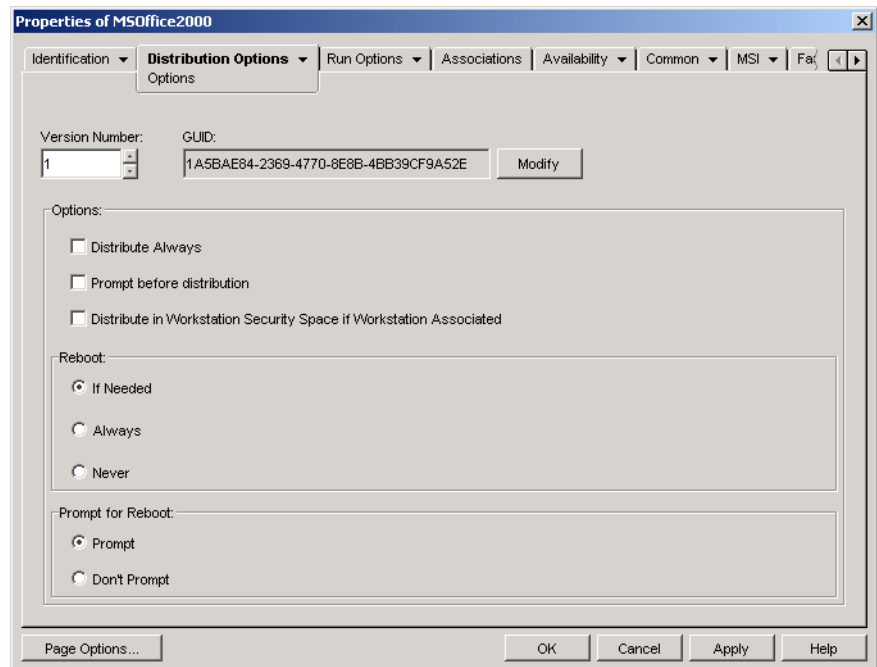 Properties of MSOffice2000
Identification Distribution Options Run Options Associations Availability Common MSI
Options
Version Number: GUID:
1 1A5BAE84-2369-4770-8E8B-4BB39CF9A52E Modify
Options:
Distribute Always
Prompt before distribution
Distribute in Workstation Security Space if Workstation Associated
Reboot:
If Needed
Always
Never
Prompt for Reboot:
Prompt
Don't Prompt
Page Options... OK Cancel Apply Help